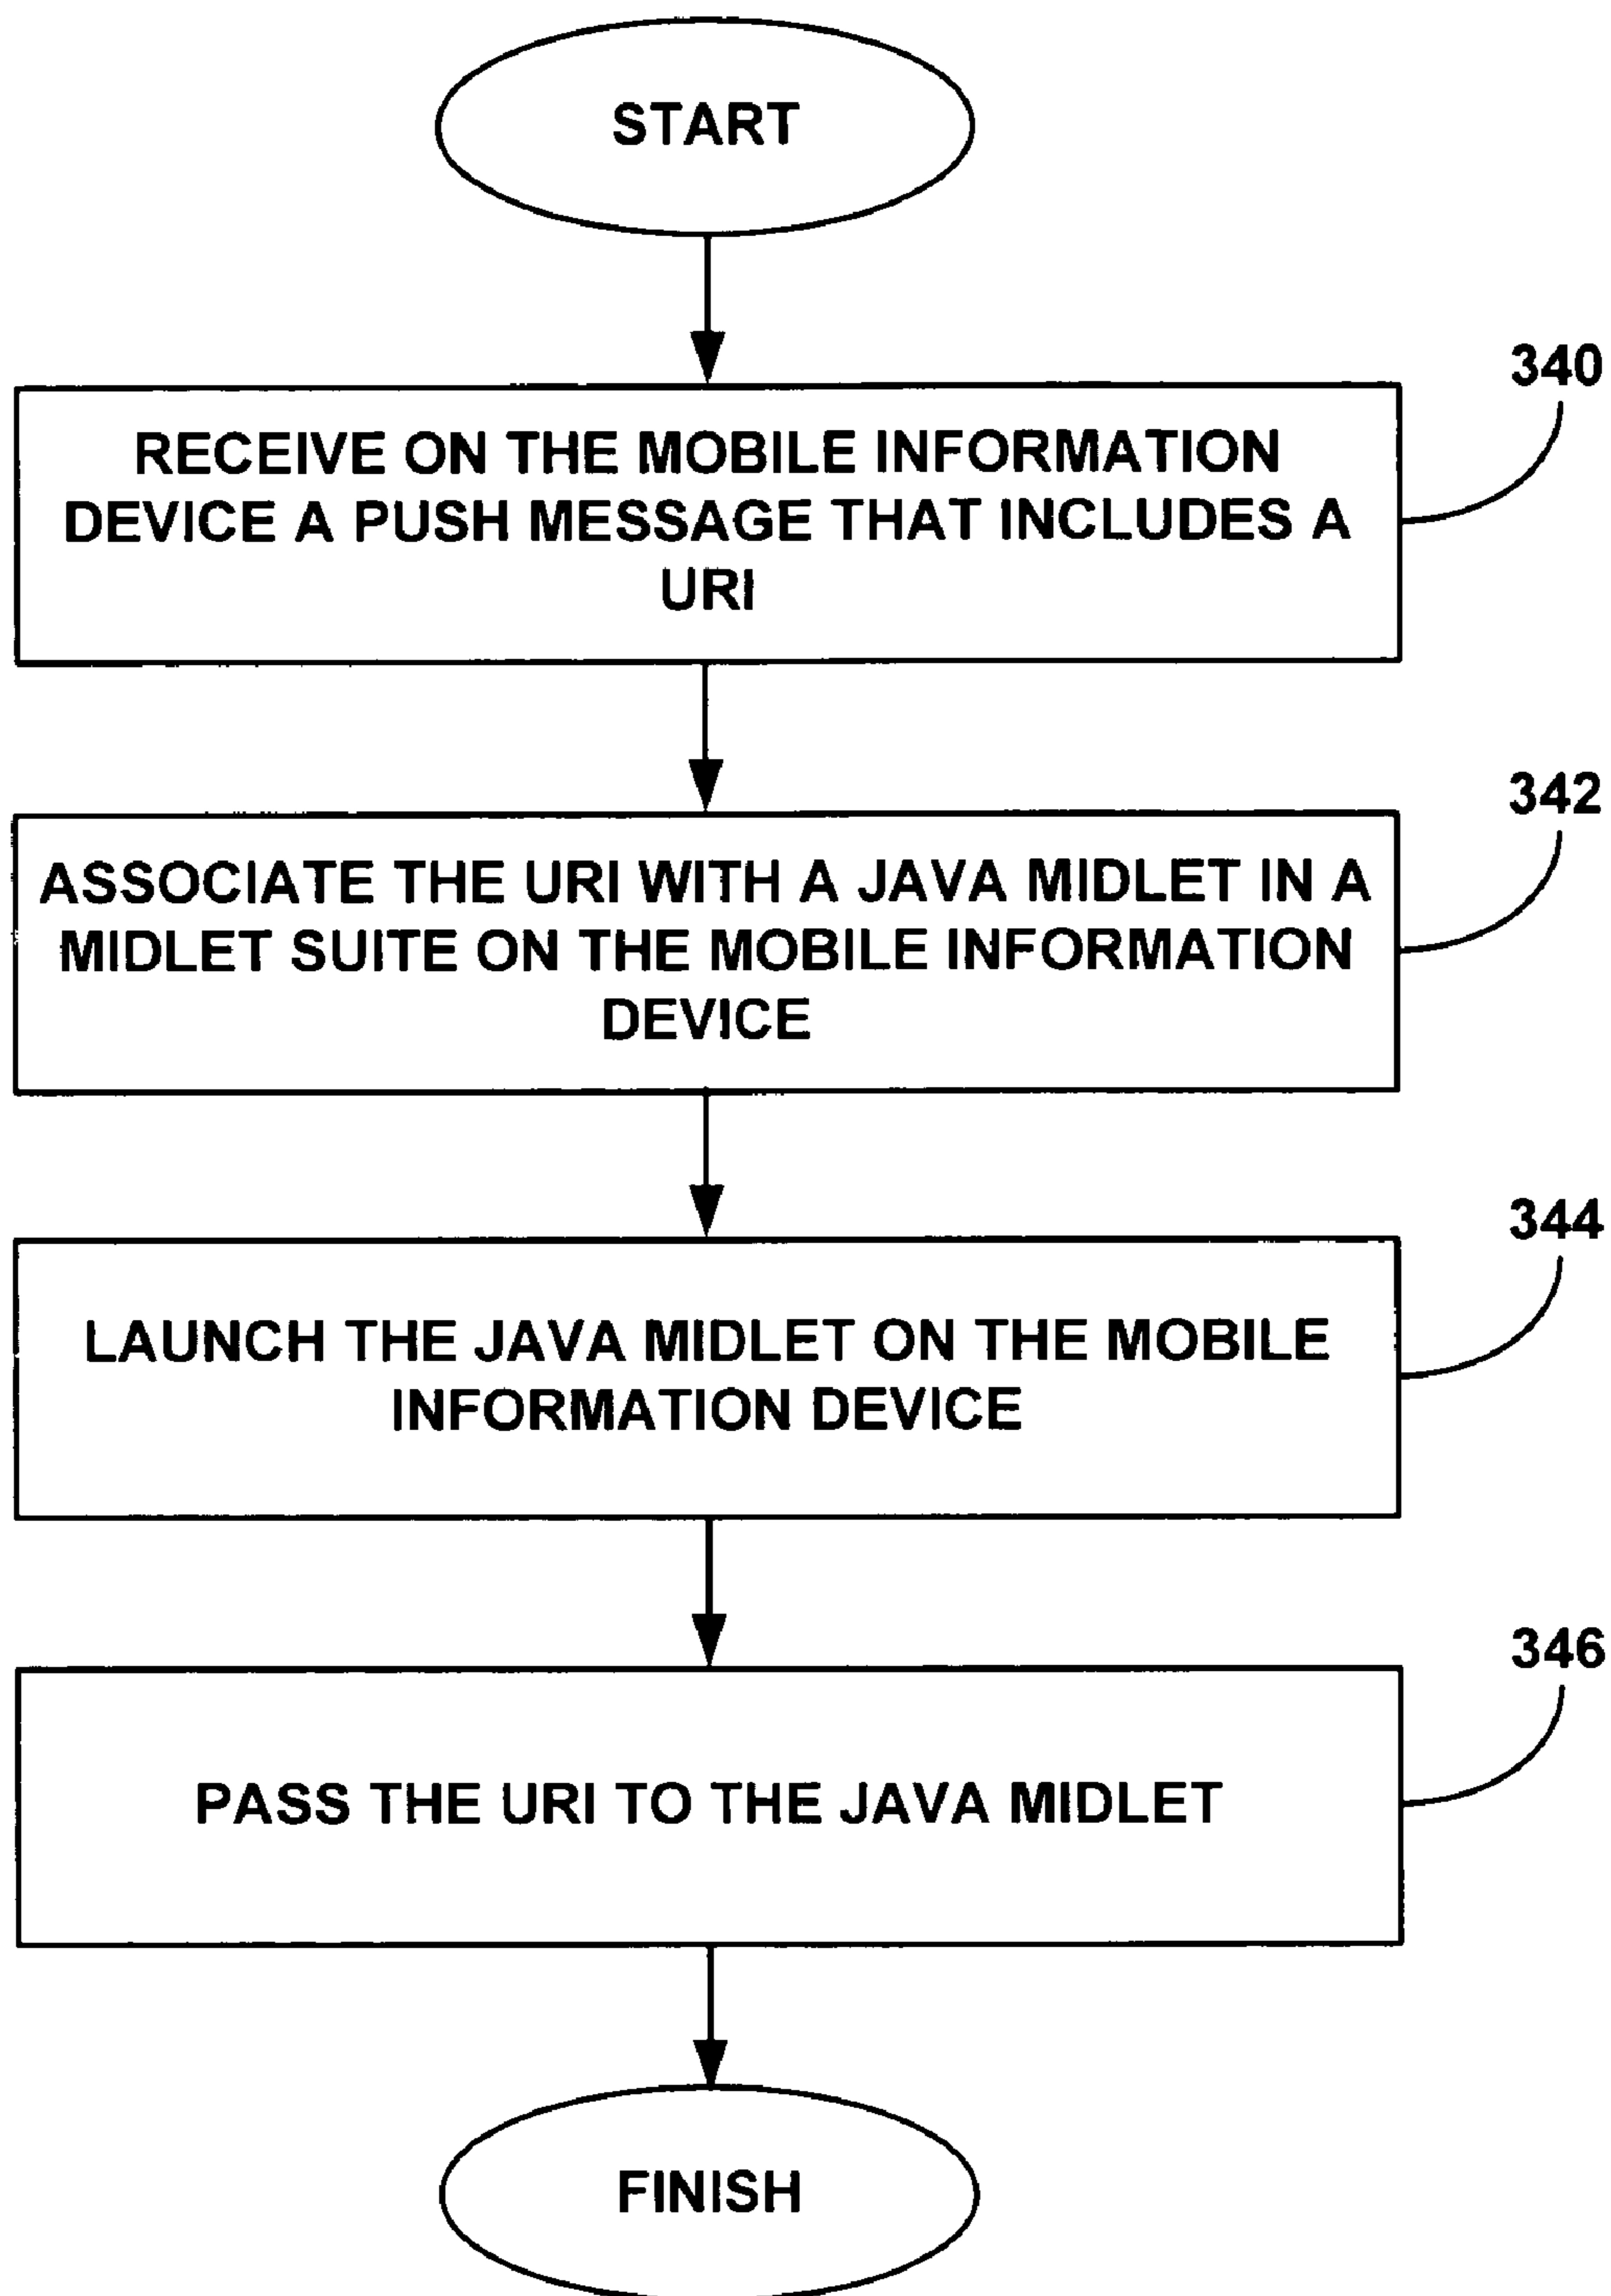 START
340
RECEIVE ON THE MOBILE INFORMATION
DEVICE A PUSH MESSAGE THAT INCLUDES A
URI
342
ASSOCIATE THE URI WITH A JAVA MIDLET IN A
MIDLET SUITE ON THE MOBILE INFORMATION
DEVICE
344
LAUNCH THE JAVA MIDLET ON THE MOBILE
INFORMATION DEVICE
346
PASS THE URI TO THE JAVA MIDLET
FINISH